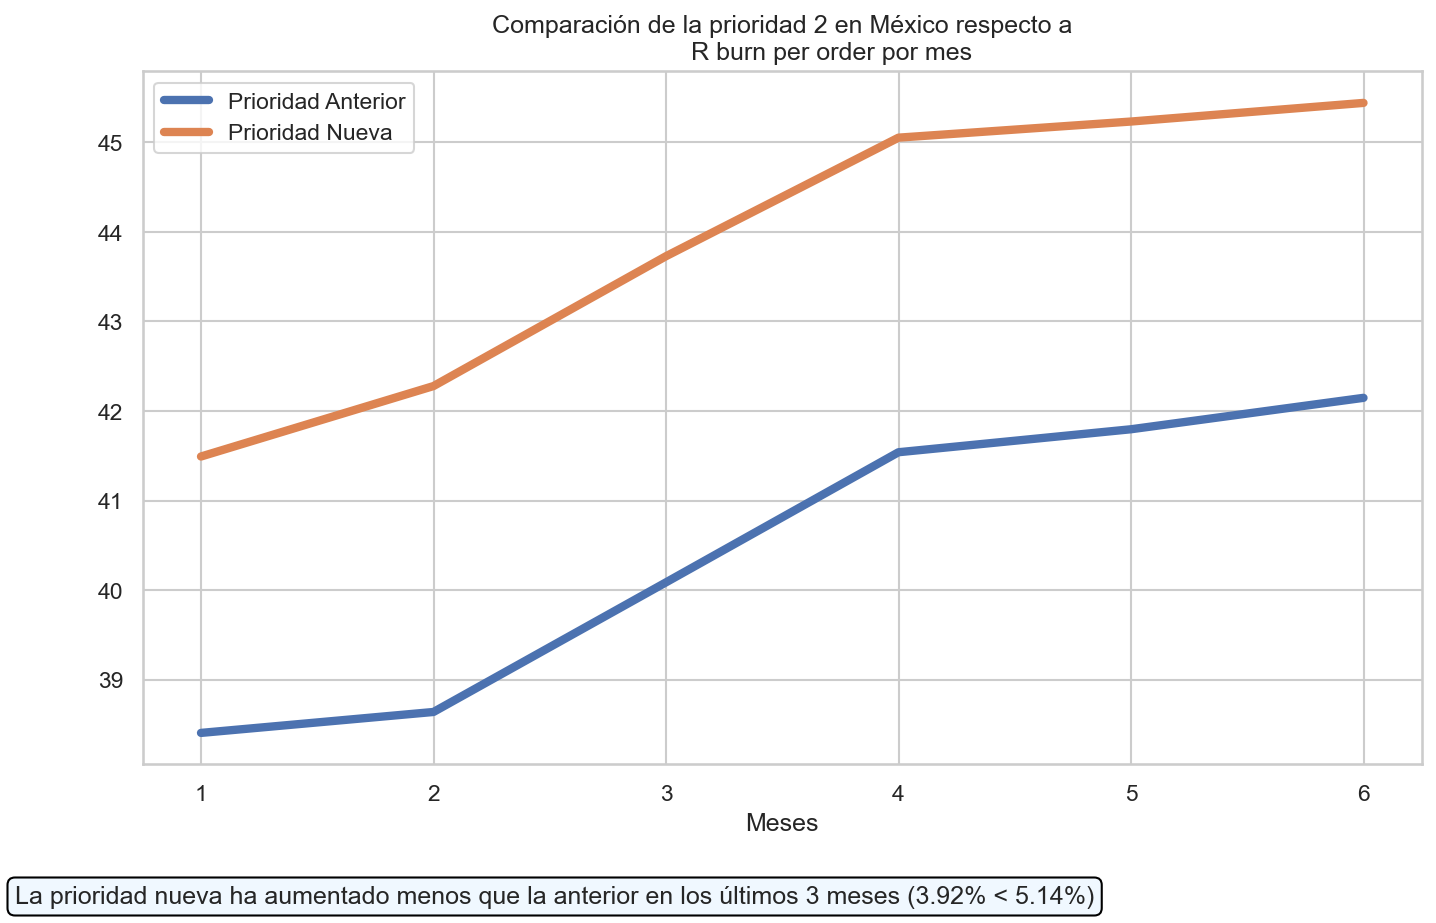 Comparación de la prioridad 2 en México respecto a
R burn per order por mes
Prioridad Anterior
Prioridad Nueva
45
44
43
42
41
40
39
1 2 3 4 5 6
Meses
La prioridad nueva ha aumentado menos que la anterior en los últimos 3 meses (3.92% < 5.14%)